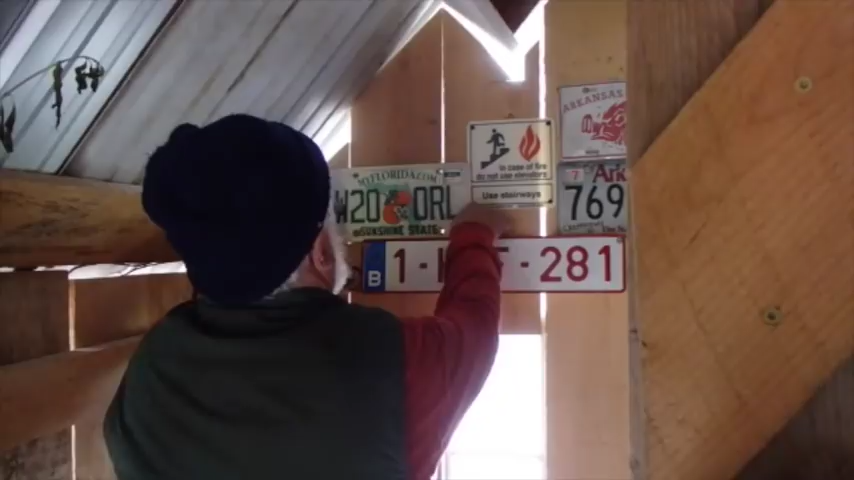 MYFLORIDA.COM
W20 ORL
SUNSHINE STATE
In case of fire
do not use elevators
Use stairways
ARKANSAS
7 Ark
769
B 1- - 281